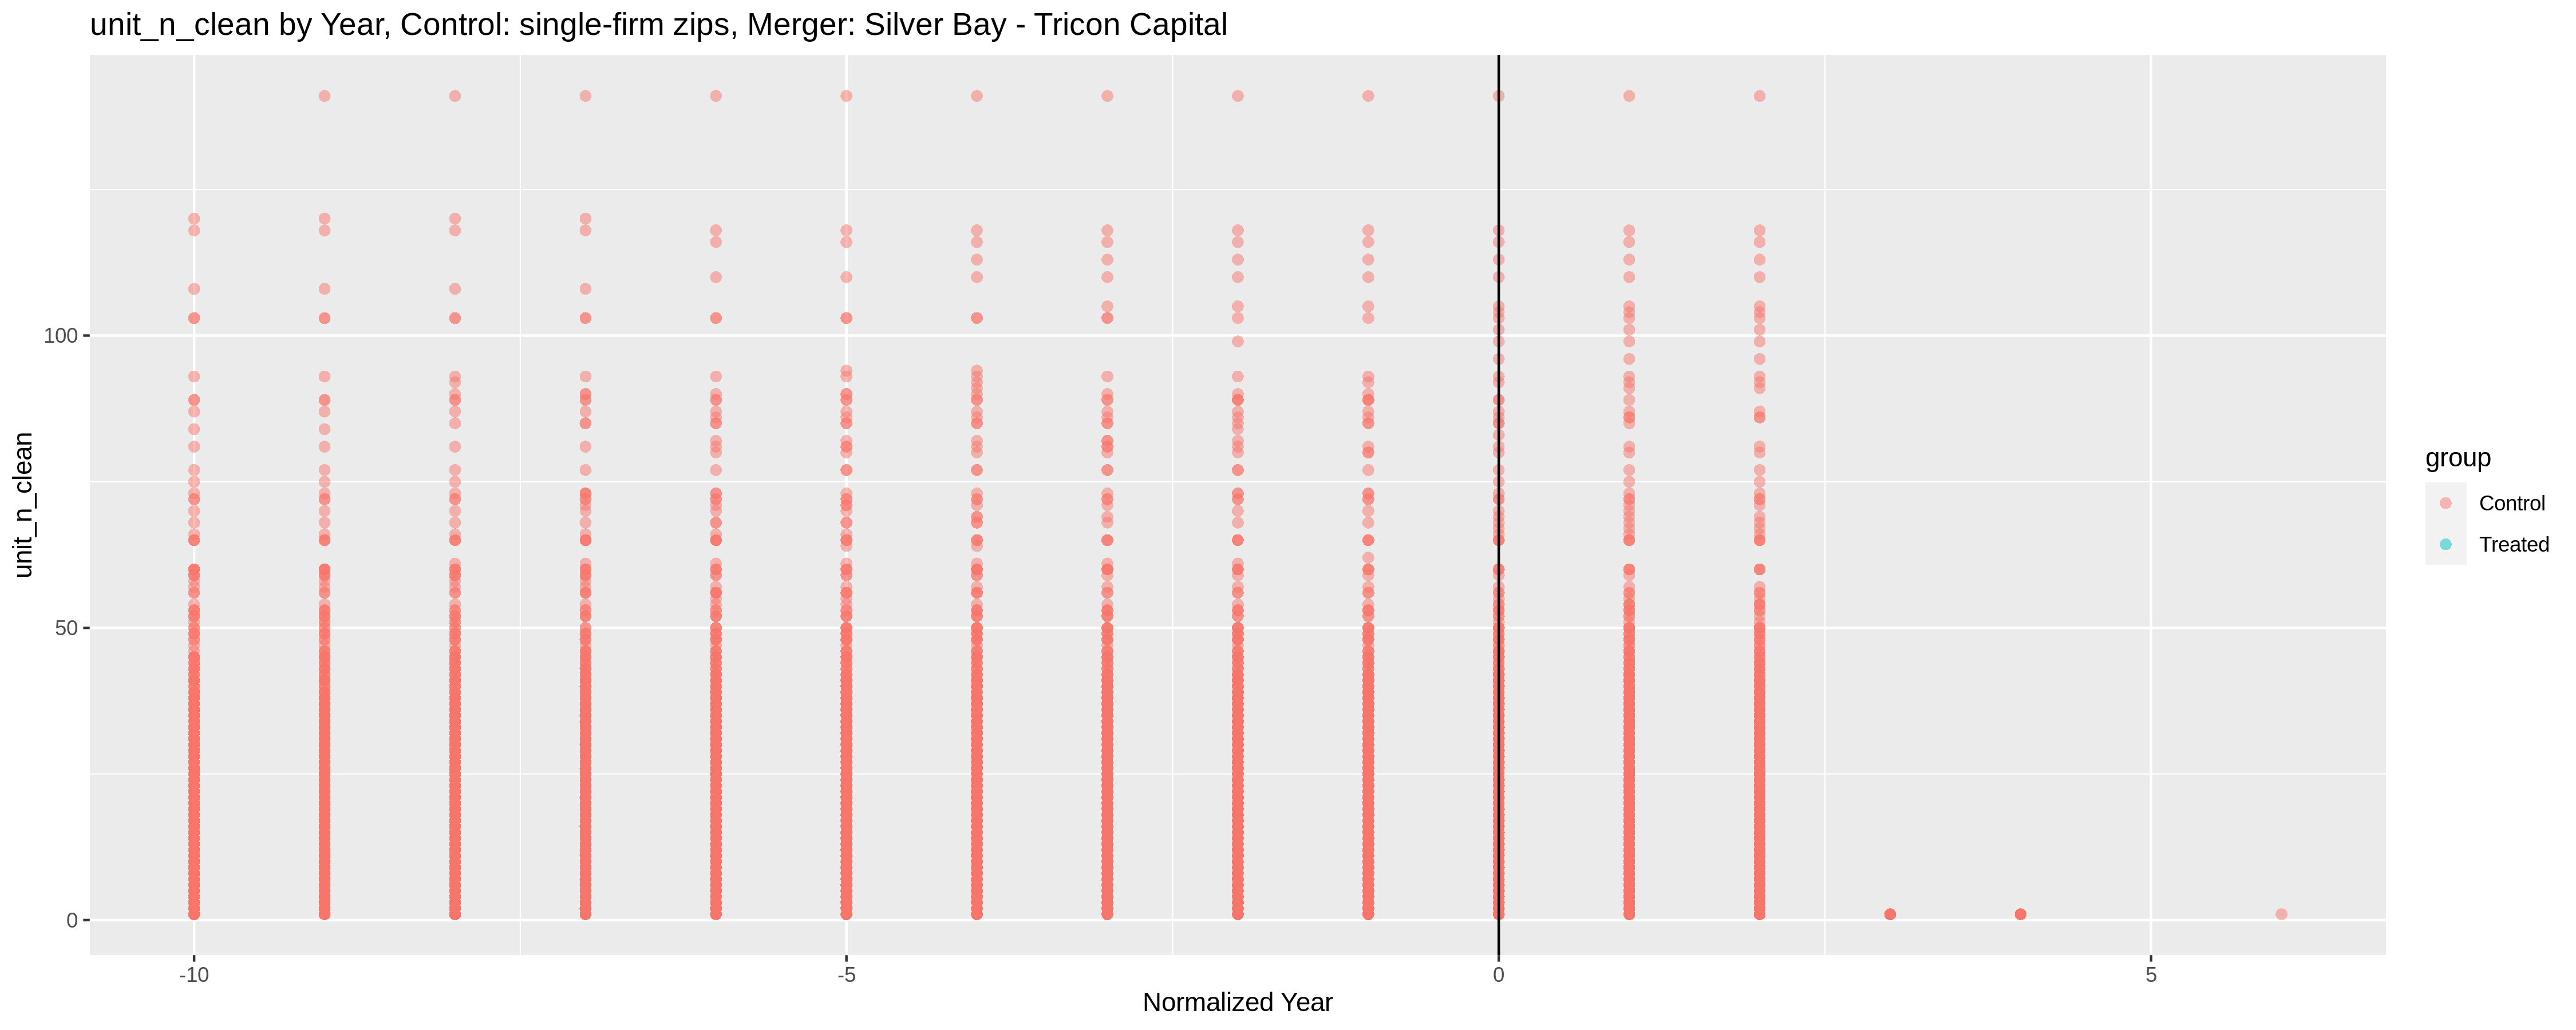 unit_n_clean by Year, Control: single-firm zips, Merger: Silver Bay - Tricon Capital
unit_n_clean
100
50
0
-10
-5
0
5
Normalized Year
group
Control
Treated